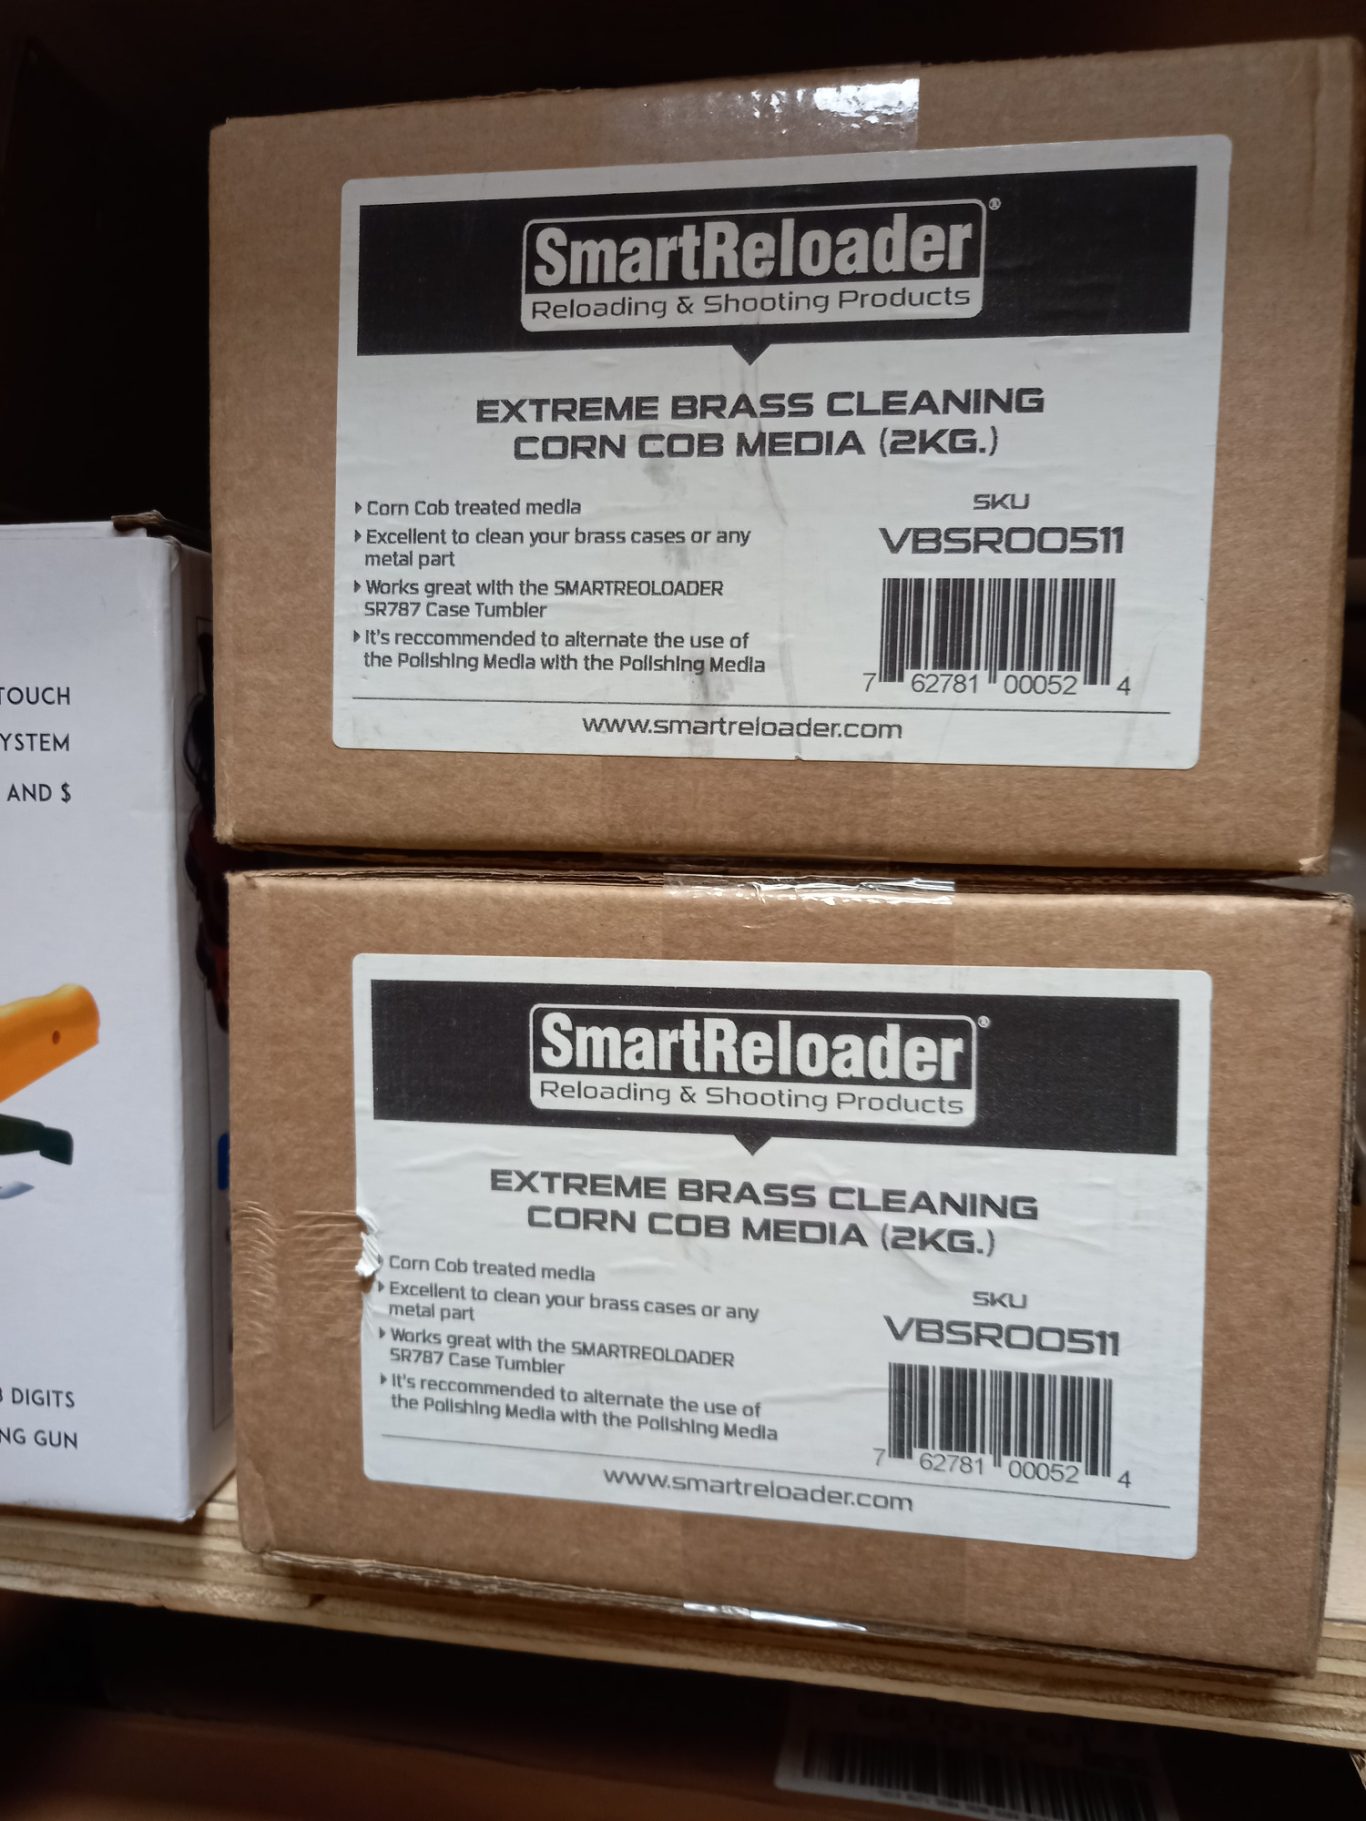 SmartReloader®
Reloading & Shooting Products
EXTREME BRASS CLEANING
CORN COB MEDIA (2KG.)
Corn Cob treated media
Excellent to clean your brass cases or any
metal part
Works great with the SMARTREOLOADER
SR787 Case Tumbler
It's reccommended to alternate the use of
the Polishing Media with the Polishing Media
SKU
VBSR00511
7 62781 00052 4
www.smartreloader.com
TOUCH
YSTEM
AND $
DIGITS
NG GUN
SmartReloader®
Reloading & Shooting Products
EXTREME BRASS CLEANING
CORN COB MEDIA (2KG.)
Corn Cob treated media
Excellent to clean your brass cases or any
metal part
Works great with the SMARTREOLOADER
SR787 Case Tumbler
It's reccommended to alternate the use of
the Polishing Media with the Polishing Media
SKU
VBSR00511
7 62781 00052 4
www.smartreloader.com